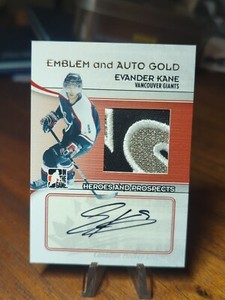 EMBLEM and AUTO GOLD
EVANDER KANE
VANCOUVER GIANTS
HEROES AND PROSPECTS